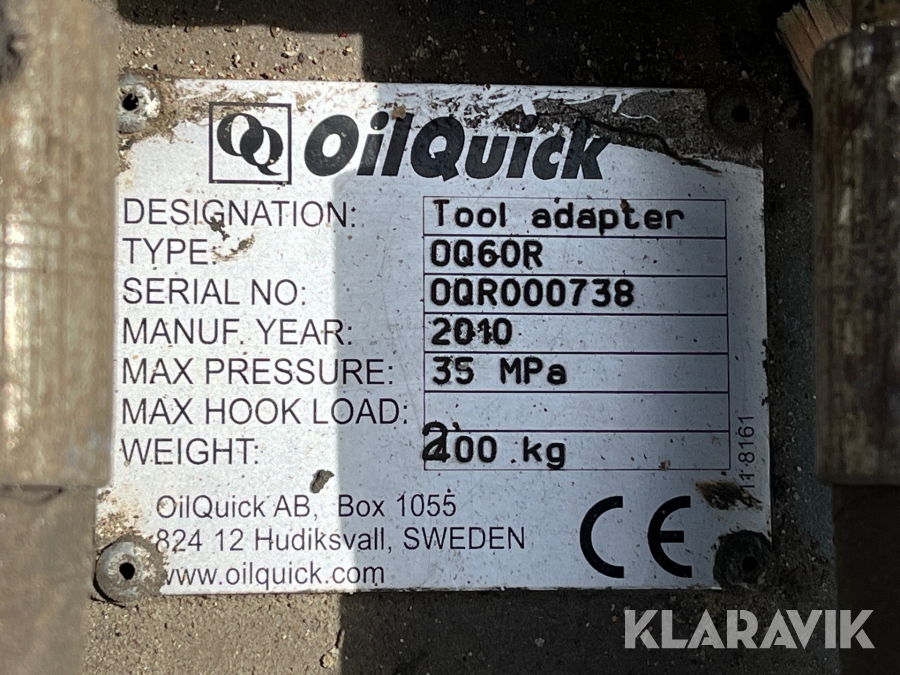 OQ OilQuick
DESIGNATION: Tool adapter
TYPE: OQ60R
SERIAL NO: OQR000738
MANUF. YEAR: 2010
MAX PRESSURE: 35 MPa
MAX HOOK LOAD:
WEIGHT: 200 kg
OilQuick AB, Box 1055
824 12 Hudiksvall, SWEDEN
www.oilquick.com
CE
8161
KLARAVIK